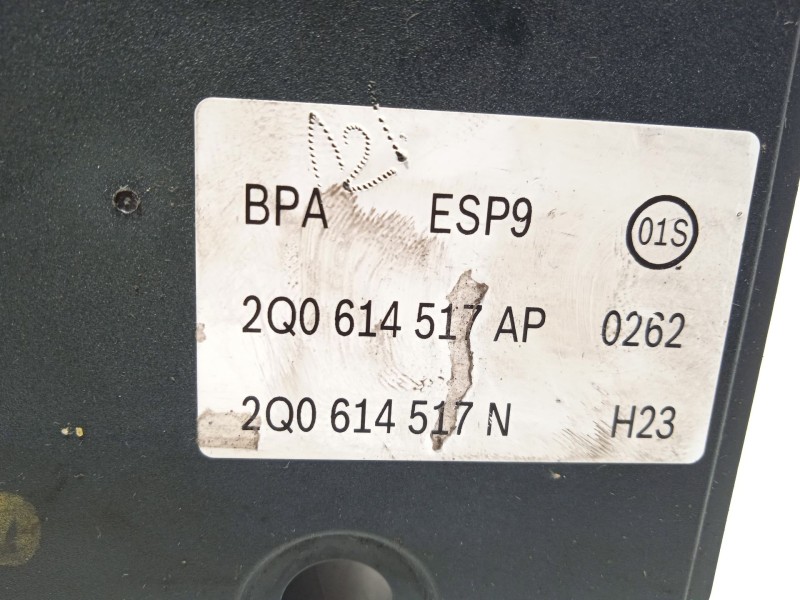 BPA ESP9 01S
2Q0 614 517 AP 0262
2Q0 614 517 N H23